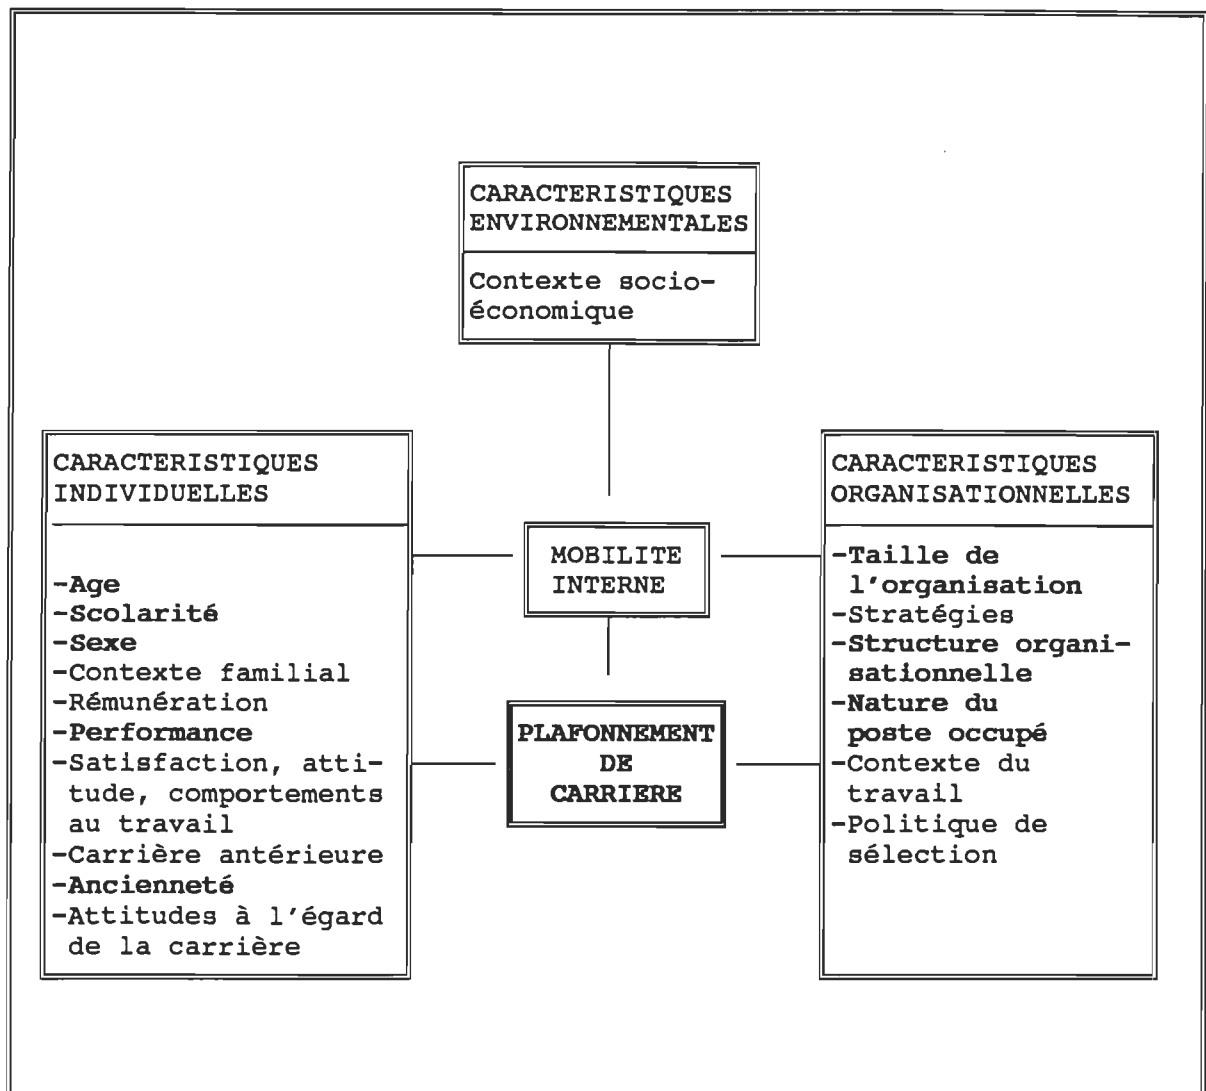 CARACTERISTIQUES
ENVIRONNEMENTALES
Contexte socio-
économique
CARACTERISTIQUES
INDIVIDUELLES
-Age
-Scolarité
-Sexe
-Contexte familial
-Rémunération
-Performance
-Satisfaction, atti-
tude, comportements
au travail
-Carrière antérieure
-Ancienneté
-Attitudes à l'égard
de la carrière
MOBILITE
INTERNE
PLAFONNEMENT
DE
CARRIERE
CARACTERISTIQUES
ORGANISATIONNELLES
-Taille de
l'organisation
-Stratégies
-Structure organi-
sationnelle
-Nature du
poste occupé
-Contexte du
travail
-Politique de
sélection